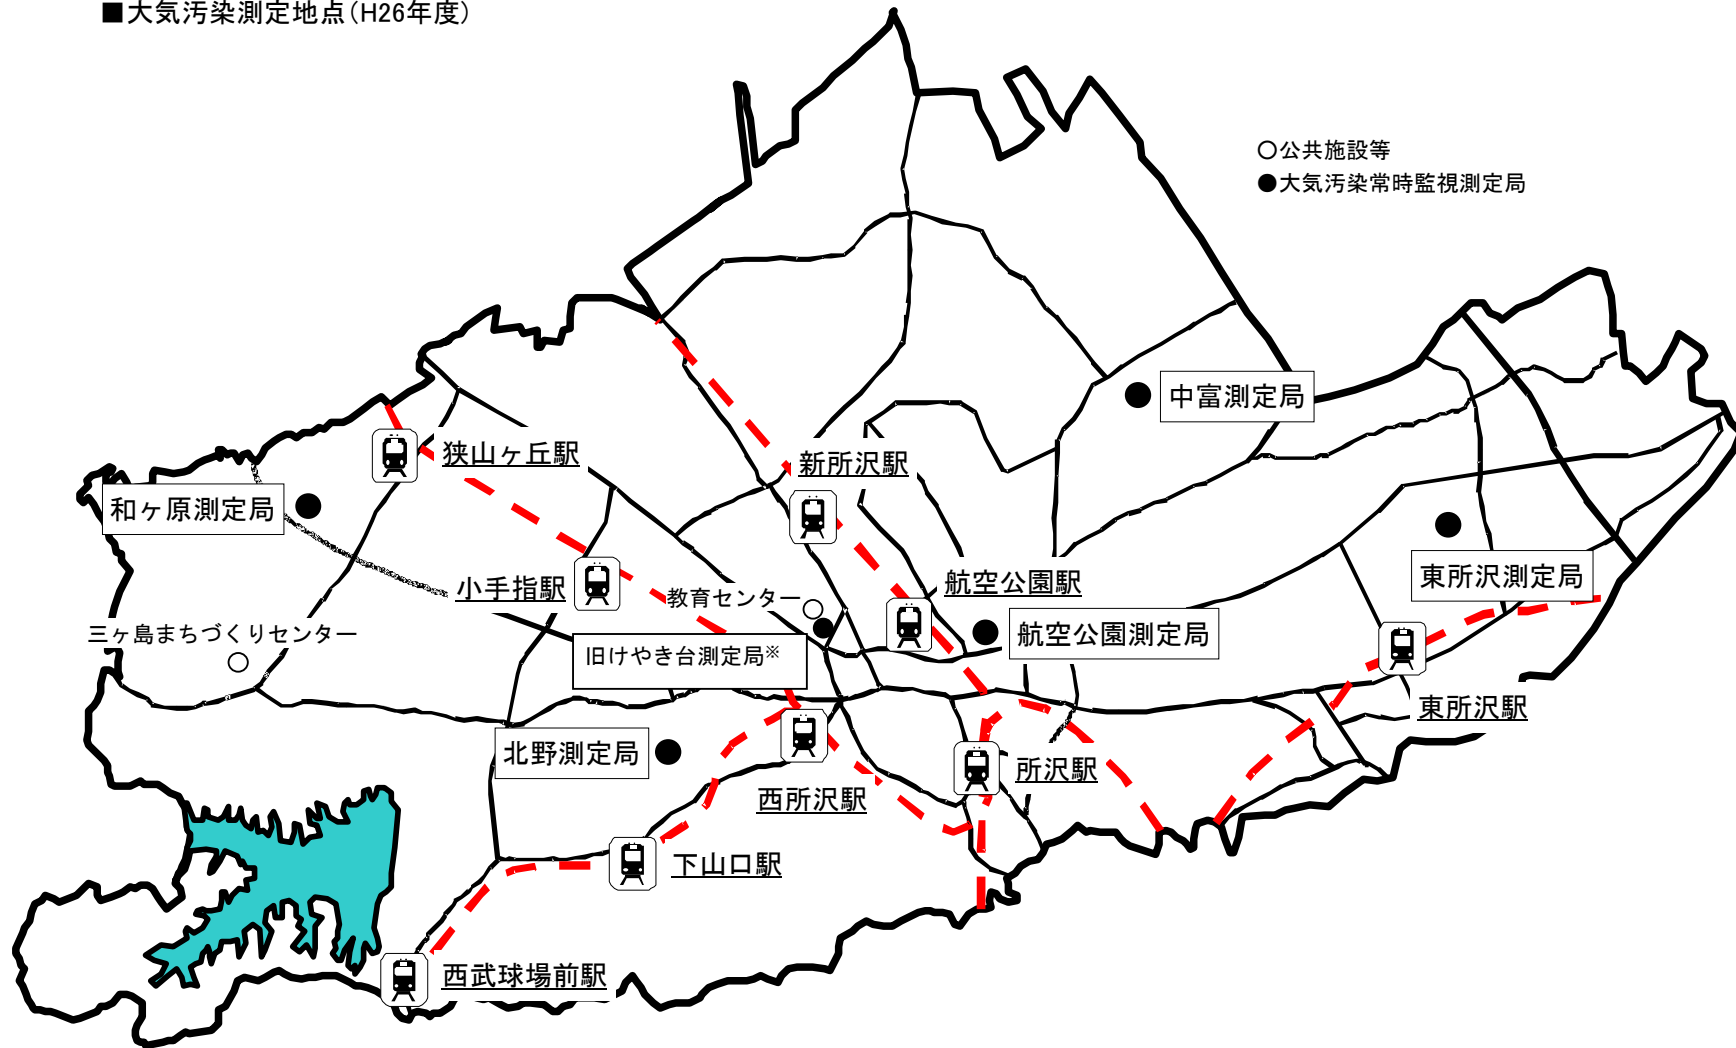 ■大気汚染測定地点(H26年度)
○公共施設等
●大気汚染常時監視測定局
中富測定局
狭山ヶ丘駅
新所沢駅
和ヶ原測定局
東所沢測定局
小手指駅
教育センター
航空公園駅
三ヶ島まちづくりセンター
航空公園測定局
旧けやき台測定局※
東所沢駅
北野測定局
所沢駅
西所沢駅
下山口駅
西武球場前駅